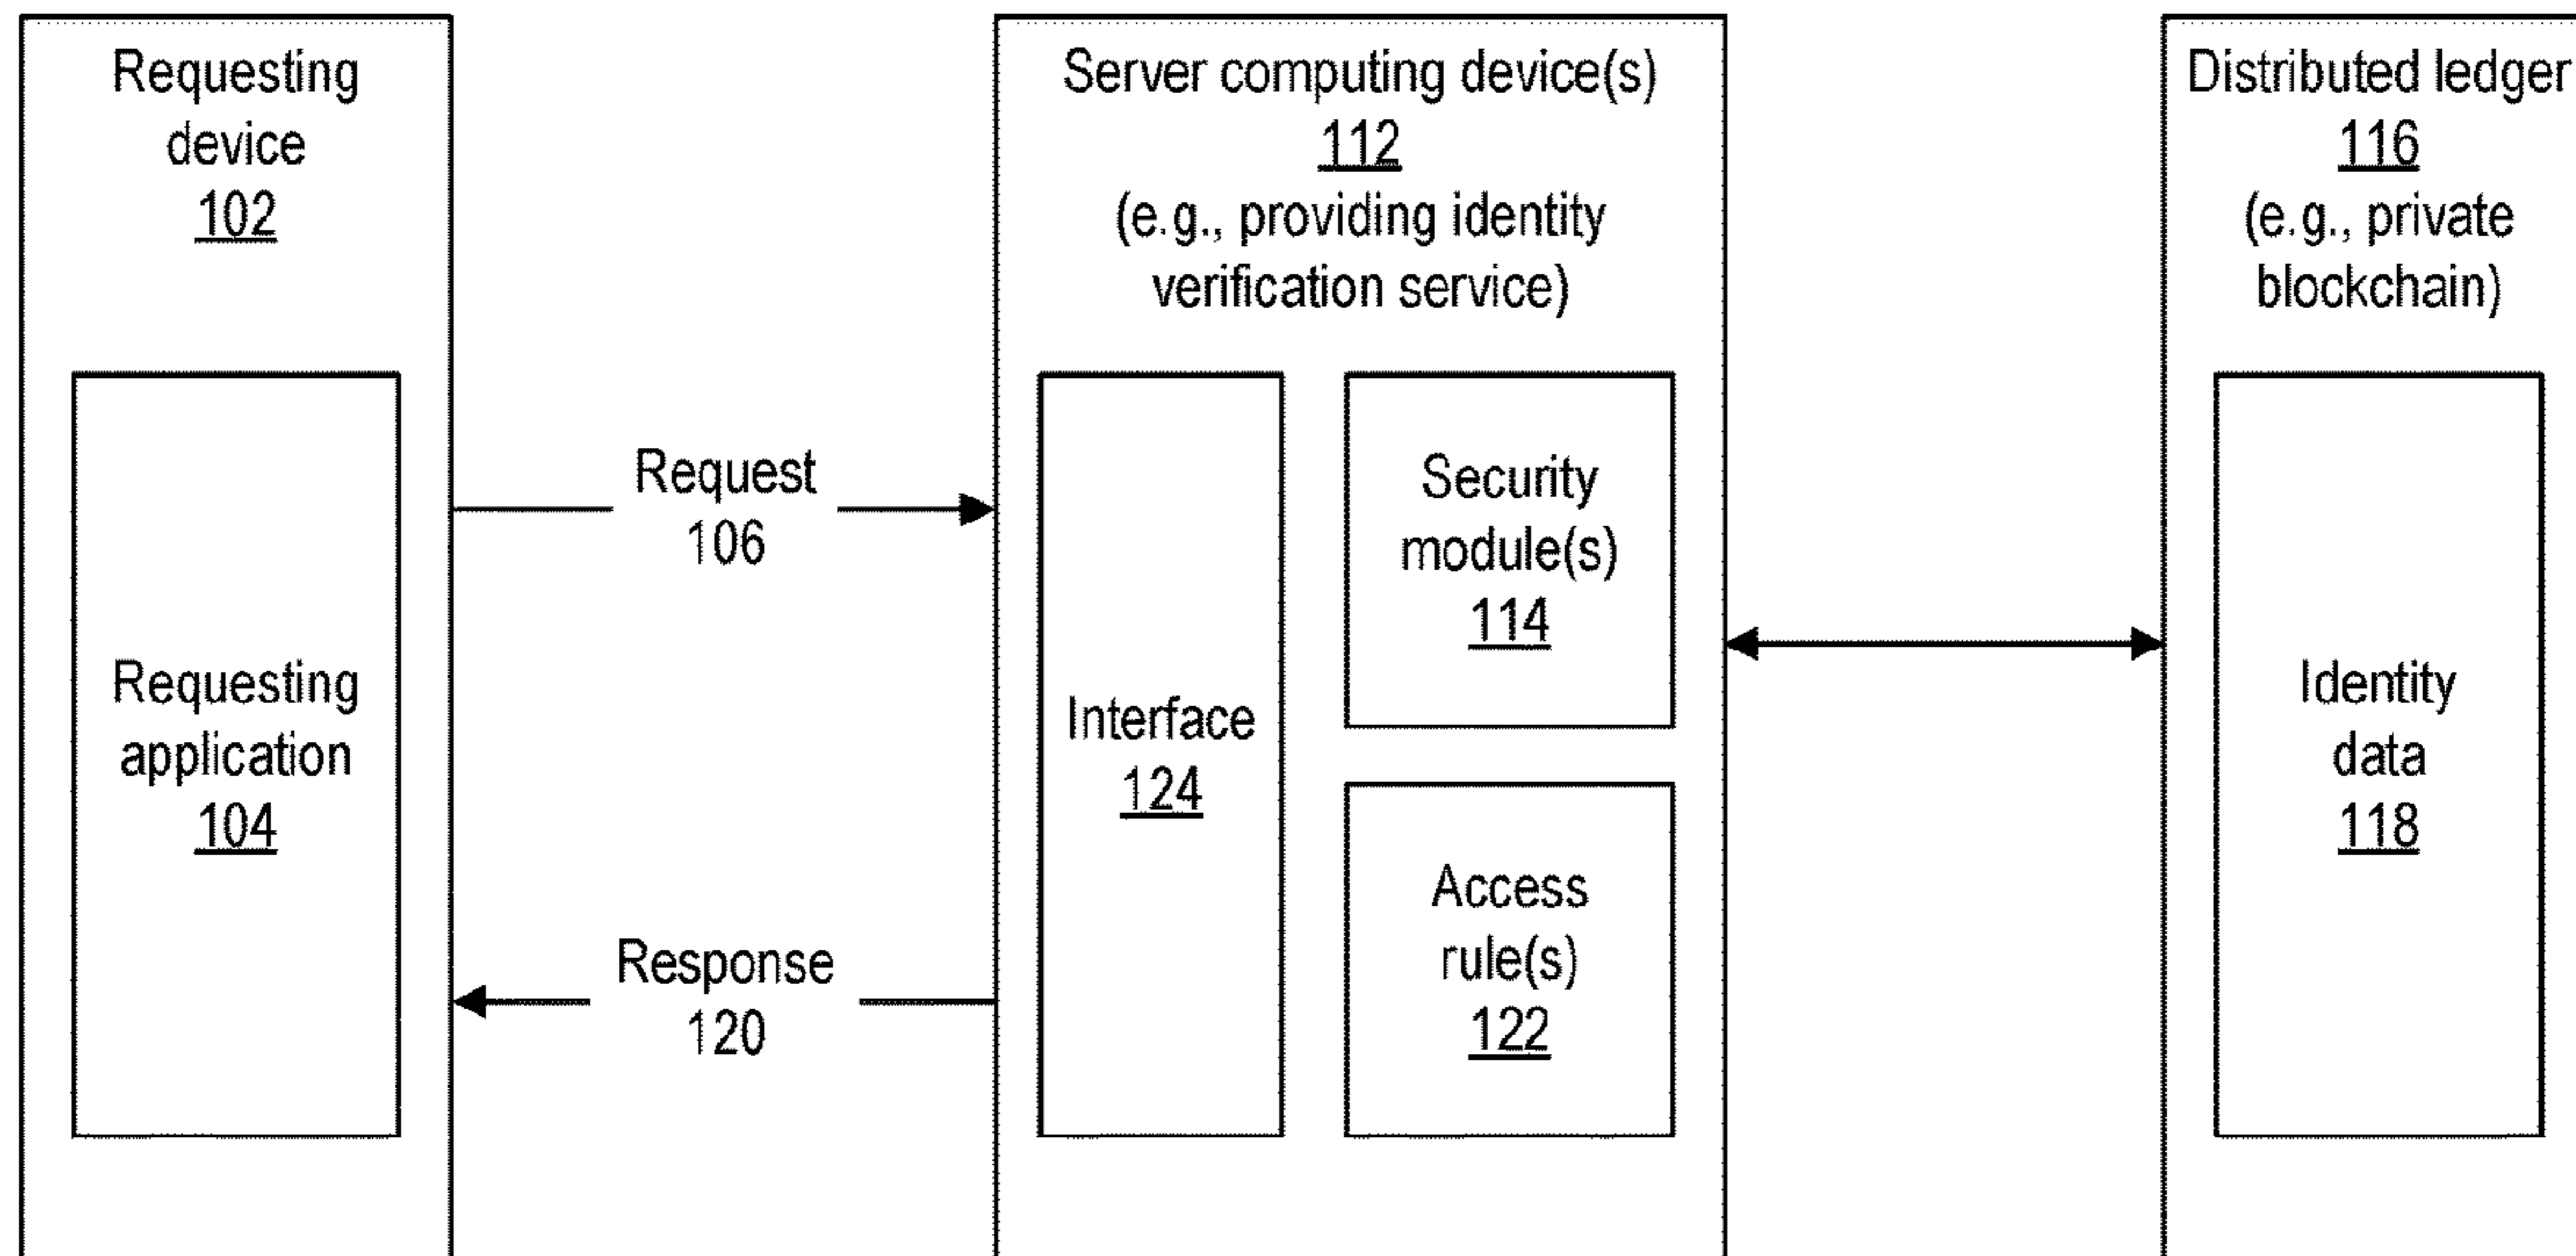 Requesting
device
102
Requesting
application
104
Request
106
Response
120
Server computing device(s)
112
(e.g., providing identity
verification service)
Interface
124
Security
module(s)
114
Access
rule(s)
122
Distributed ledger
116
(e.g., private
blockchain)
Identity
data
118